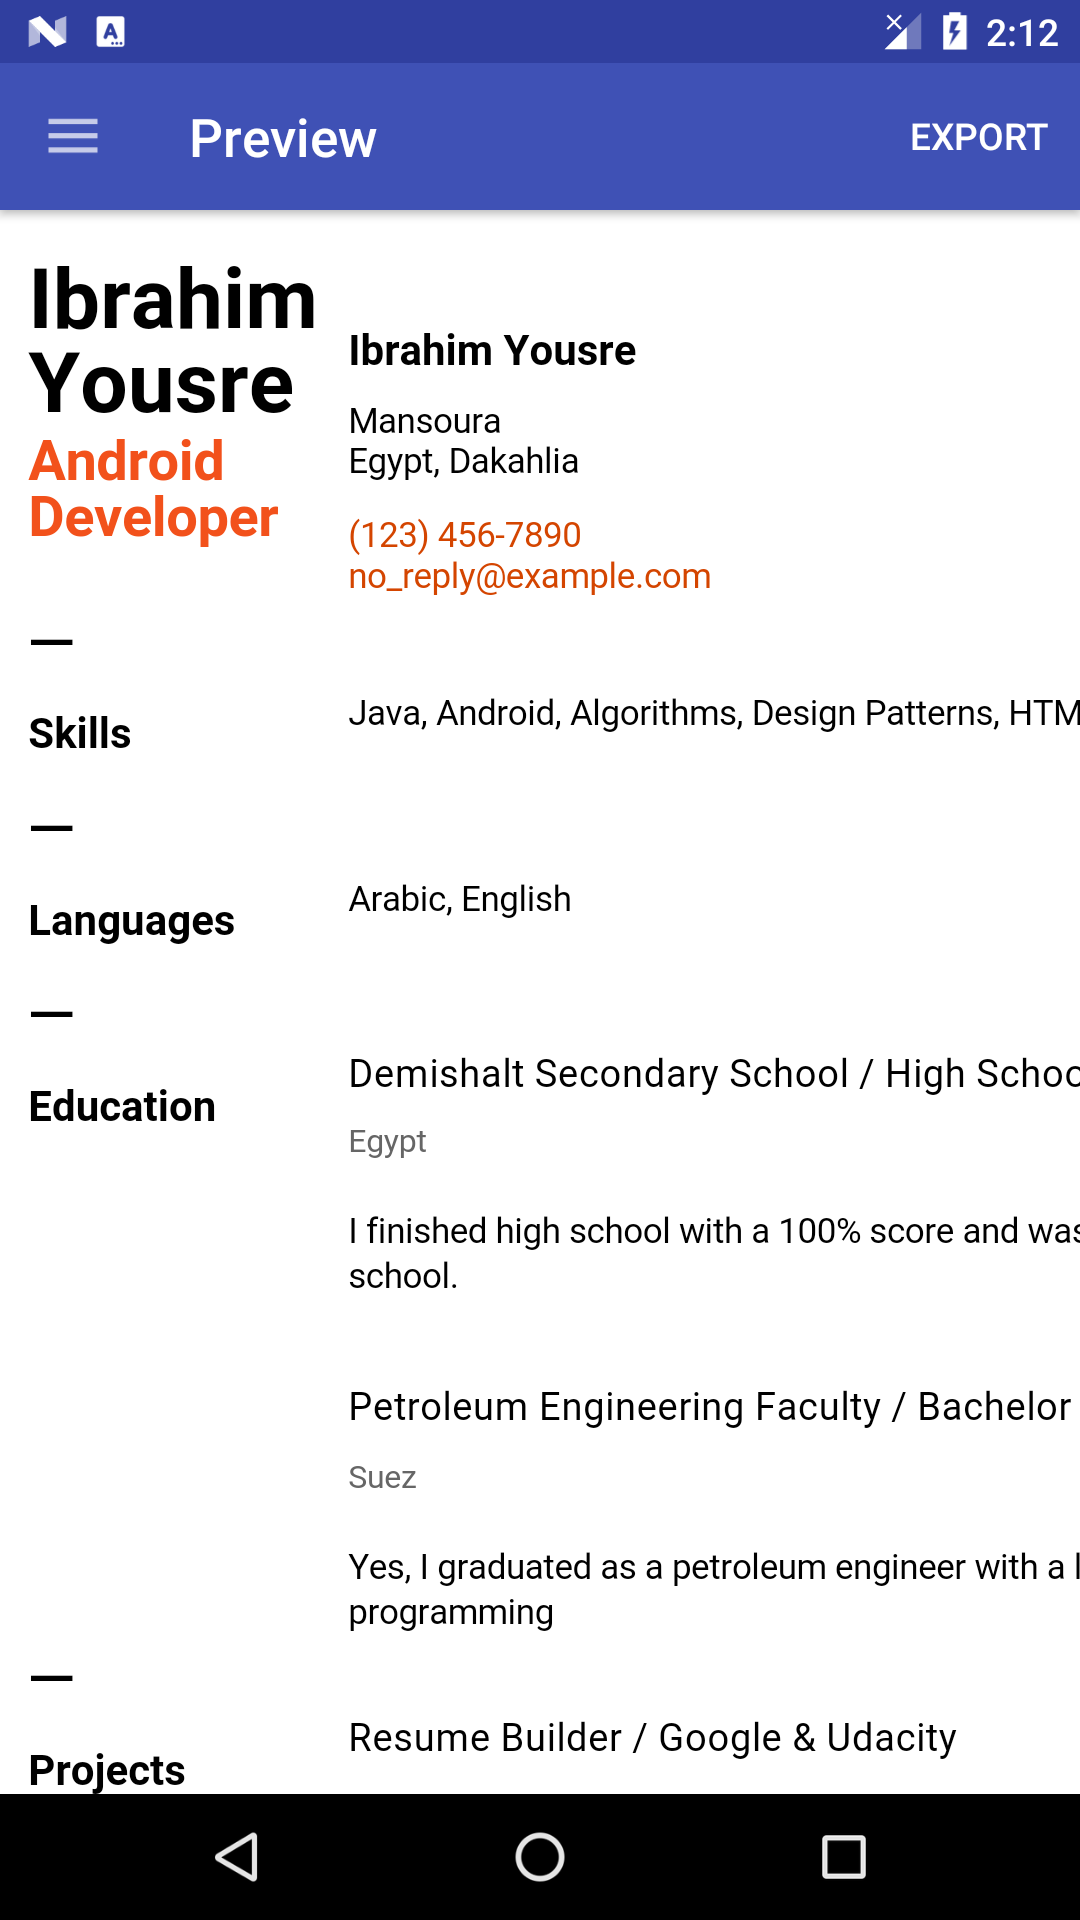 2:12
Preview
EXPORT
Ibrahim
Yousre
Android
Developer
Ibrahim Yousre
Mansoura
Egypt, Dakahlia
(123) 456-7890
no_reply@example.com
Skills
Java, Android, Algorithms, Design Patterns, HTM
Languages
Arabic, English
Education
Demishalt Secondary School / High Schoo
Egypt
I finished high school with a 100% score and was
school.
Petroleum Engineering Faculty / Bachelor
Suez
Yes, I graduated as a petroleum engineer with a l
programming
Projects
Resume Builder / Google & Udacity